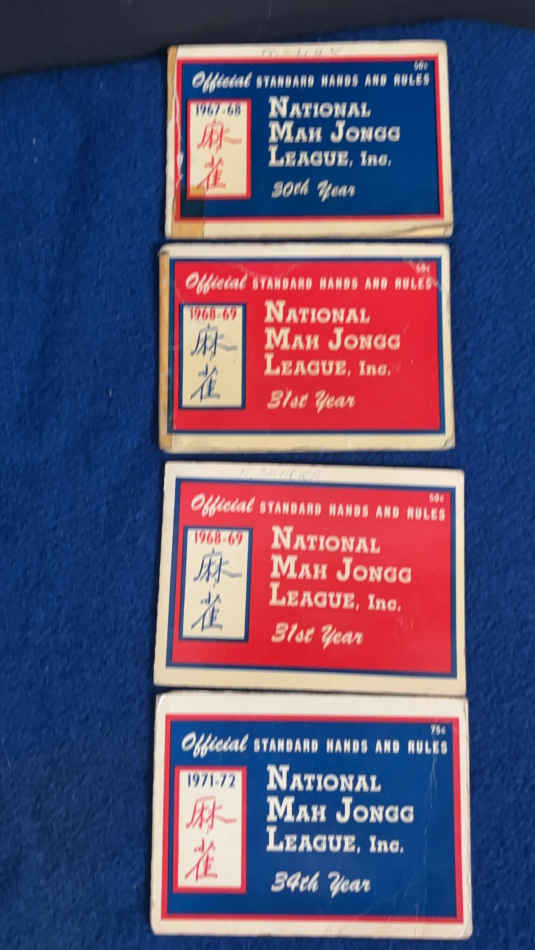 50¢
Official STANDARD HANDS AND RULES
1967-68
麻
雀
NATIONAL
MAH JONGG
LEAGUE, Inc.
30th Year
50¢
Official STANDARD HANDS AND RULES
1968-69
麻
雀
NATIONAL
MAH JONGG
LEAGUE, Inc.
31st Year
50¢
Official STANDARD HANDS AND RULES
1968-69
麻
雀
NATIONAL
MAH JONGG
LEAGUE, Inc.
31st Year
75¢
Official STANDARD HANDS AND RULES
1971-72
麻
雀
NATIONAL
MAH JONGG
LEAGUE, Inc.
34th Year